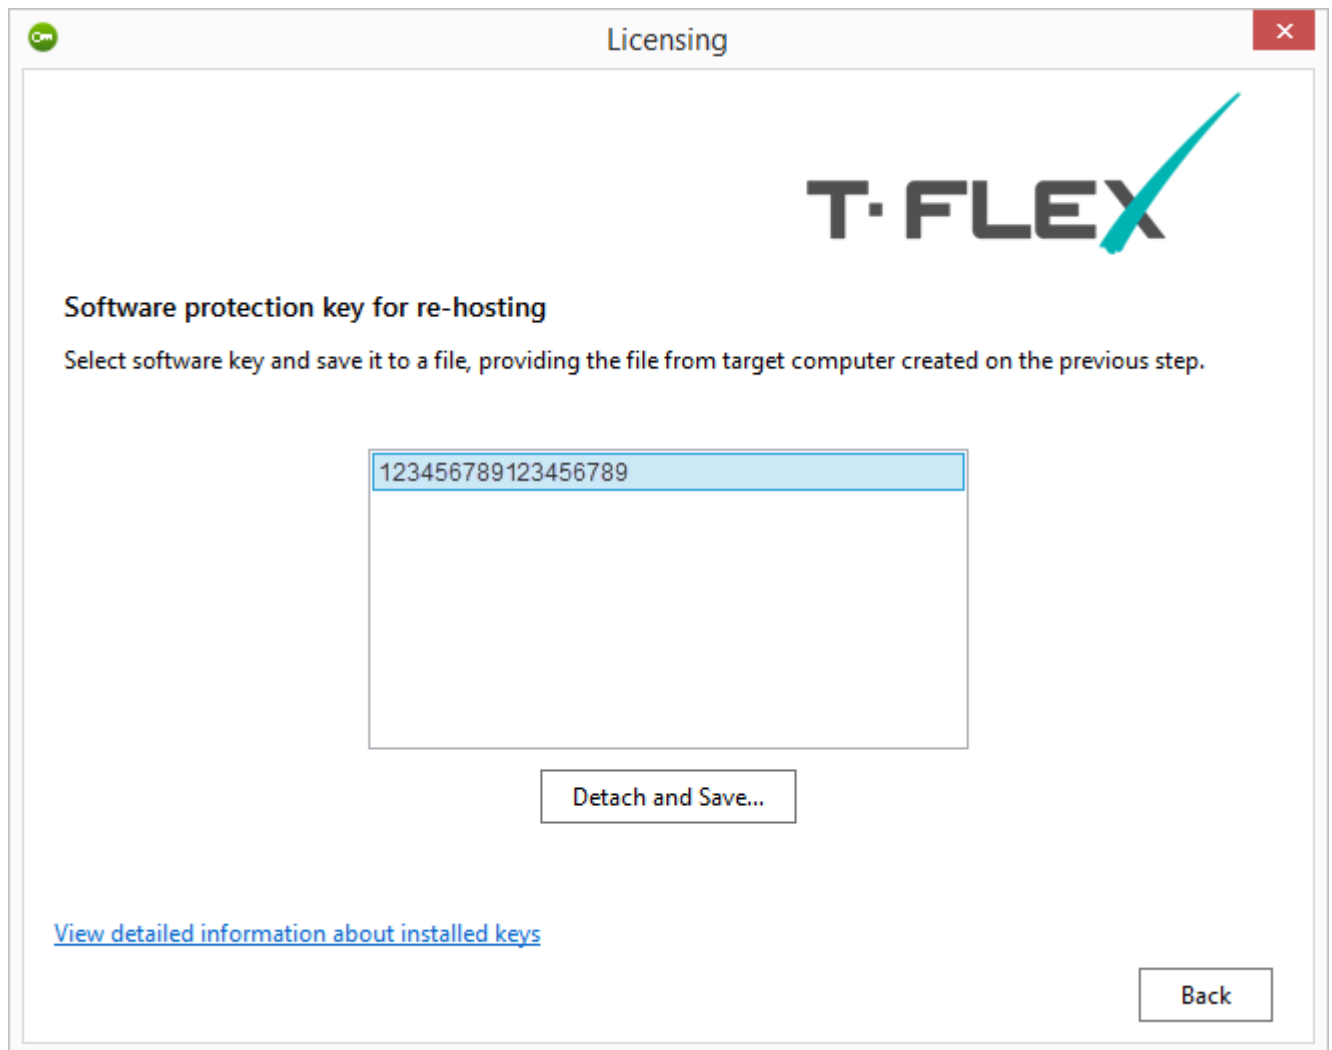 Licensing
T·FLEX
Software protection key for re-hosting
Select software key and save it to a file, providing the file from target computer created on the previous step.
123456789123456789
Detach and Save...
View detailed information about installed keys
Back